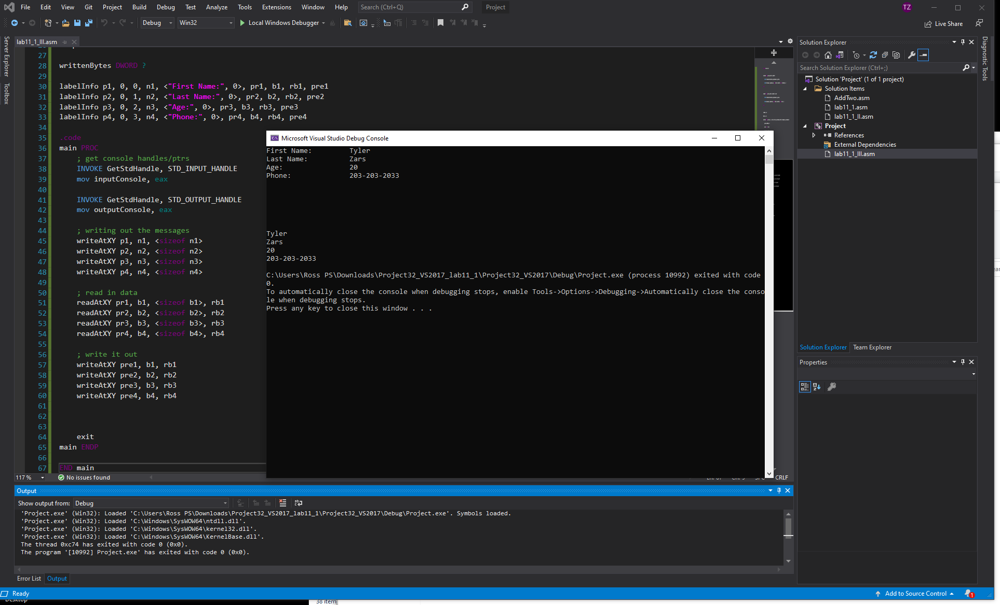 File Edit View Git Project Build Debug Test Analyze Tools Extensions Window Help Search (Ctrl+Q) Project TZ
Debug Win32 Local Windows Debugger Live Share
Server Explorer
Toolbox
lab11_1_III.asm
27
28 writtenBytes DWORD ?
29
30 labelInfo p1, 0, 0, n1, <"First Name:", 0>, pr1, b1, rb1, pre1
31 labelInfo p2, 0, 1, n2, <"Last Name:", 0>, pr2, b2, rb2, pre2
32 labelInfo p3, 0, 2, n3, <"Age:", 0>, pr3, b3, rb3, pre3
33 labelInfo p4, 0, 3, n4, <"Phone:", 0>, pr4, b4, rb4, pre4
34
35 .code
36 main PROC
37 ; get console handles/ptrs
38 INVOKE GetStdHandle, STD_INPUT_HANDLE
39 mov inputConsole, eax
40
41 INVOKE GetStdHandle, STD_OUTPUT_HANDLE
42 mov outputConsole, eax
43
44 ; writing out the messages
45 writeAtXY p1, n1, <sizeof n1>
46 writeAtXY p2, n2, <sizeof n2>
47 writeAtXY p3, n3, <sizeof n3>
48 writeAtXY p4, n4, <sizeof n4>
49
50 ; read in data
51 readAtXY pr1, b1, <sizeof b1>, rb1
52 readAtXY pr2, b2, <sizeof b2>, rb2
53 readAtXY pr3, b3, <sizeof b3>, rb3
54 readAtXY pr4, b4, <sizeof b4>, rb4
55
56 ; write it out
57 writeAtXY pre1, b1, rb1
58 writeAtXY pre2, b2, rb2
59 writeAtXY pre3, b3, rb3
60 writeAtXY pre4, b4, rb4
61
62
63
64 exit
65 main ENDP
66
67 END main
117 % No issues found CRLF
Microsoft Visual Studio Debug Console
First Name: Tyler
Last Name: Zars
Age: 20
Phone: 203-203-2033
Tyler
Zars
20
203-203-2033
C:\Users\Ross PS\Downloads\Project32_VS2017_lab11_1\Project32_VS2017\Debug\Project.exe (process 10992) exited with code
0.
To automatically close the console when debugging stops, enable Tools->Options->Debugging->Automatically close the conso
le when debugging stops.
Press any key to close this window . . .
Solution Explorer
Search Solution Explorer (Ctrl+;)
Solution 'Project' (1 of 1 project)
Solution Items
AddTwo.asm
lab11_1.asm
lab11_1_II.asm
Project
References
External Dependencies
lab11_1_III.asm
Solution Explorer Team Explorer
Properties
Diagnostic Tools
Output
Show output from: Debug
'Project.exe' (Win32): Loaded 'C:\Users\Ross PS\Downloads\Project32_VS2017_lab11_1\Project32_VS2017\Debug\Project.exe'. Symbols loaded.
'Project.exe' (Win32): Loaded 'C:\Windows\SysWOW64\ntdll.dll'.
'Project.exe' (Win32): Loaded 'C:\Windows\SysWOW64\kernel32.dll'.
'Project.exe' (Win32): Loaded 'C:\Windows\SysWOW64\KernelBase.dll'.
The thread 0xc74 has exited with code 0 (0x0).
The program '[10992] Project.exe' has exited with code 0 (0x0).
Error List Output
Ready Add to Source Control 1
Desktop 38 item